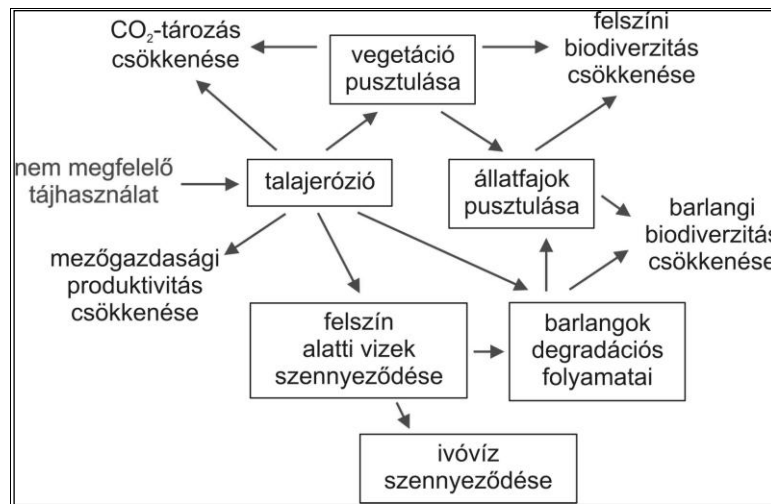 CO₂-tározás
csökkenése
vegetáció
pusztulása
felszíni
biodiverzitás
csökkenése
nem megfelelő
tájhasználat
talajerózió
állatfajok
pusztulása
barlangi
biodiverzitás
csökkenése
mezőgazdasági
produktivitás
csökkenése
felszín
alatti vizek
szennyeződése
barlangok
degradációs
folyamatai
ivóvíz
szennyeződése